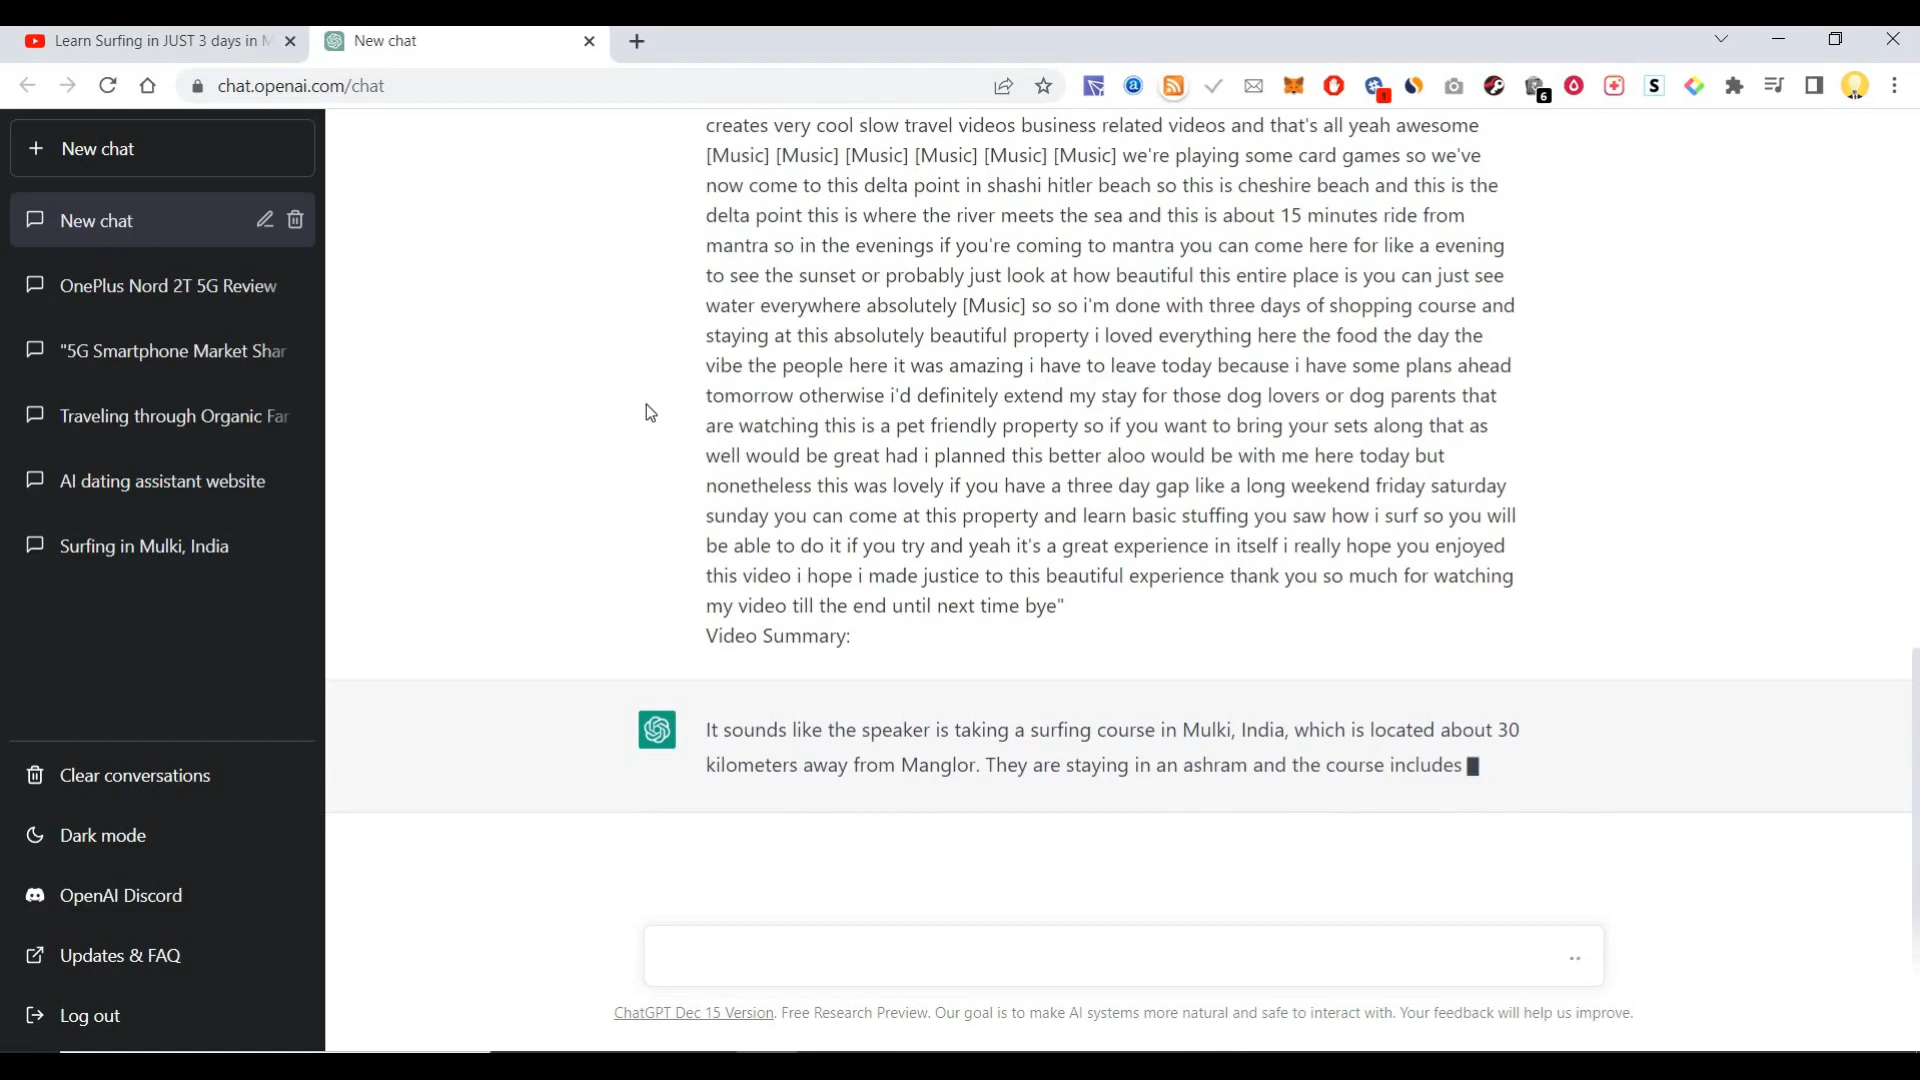 Learn Surfing in JUST 3 days in M
New chat
chat.openai.com/chat
a
1
6
S
New chat
New chat
OnePlus Nord 2T 5G Review
"5G Smartphone Market Shar
Traveling through Organic Far
AI dating assistant website
Surfing in Mulki, India
Clear conversations
Dark mode
OpenAI Discord
Updates & FAQ
Log out
creates very cool slow travel videos business related videos and that's all yeah awesome
[Music] [Music] [Music] [Music] [Music] [Music] we're playing some card games so we've
now come to this delta point in shashi hitler beach so this is cheshire beach and this is the
delta point this is where the river meets the sea and this is about 15 minutes ride from
mantra so in the evenings if you're coming to mantra you can come here for like a evening
to see the sunset or probably just look at how beautiful this entire place is you can just see
water everywhere absolutely [Music] so so i'm done with three days of shopping course and
staying at this absolutely beautiful property i loved everything here the food the day the
vibe the people here it was amazing i have to leave today because i have some plans ahead
tomorrow otherwise i'd definitely extend my stay for those dog lovers or dog parents that
are watching this is a pet friendly property so if you want to bring your sets along that as
well would be great had i planned this better aloo would be with me here today but
nonetheless this was lovely if you have a three day gap like a long weekend friday saturday
sunday you can come at this property and learn basic stuffing you saw how i surf so you will
be able to do it if you try and yeah it's a great experience in itself i really hope you enjoyed
this video i hope i made justice to this beautiful experience thank you so much for watching
my video till the end until next time bye"
Video Summary:
It sounds like the speaker is taking a surfing course in Mulki, India, which is located about 30
kilometers away from Manglor. They are staying in an ashram and the course includes
ChatGPT Dec 15 Version. Free Research Preview. Our goal is to make AI systems more natural and safe to interact with. Your feedback will help us improve.